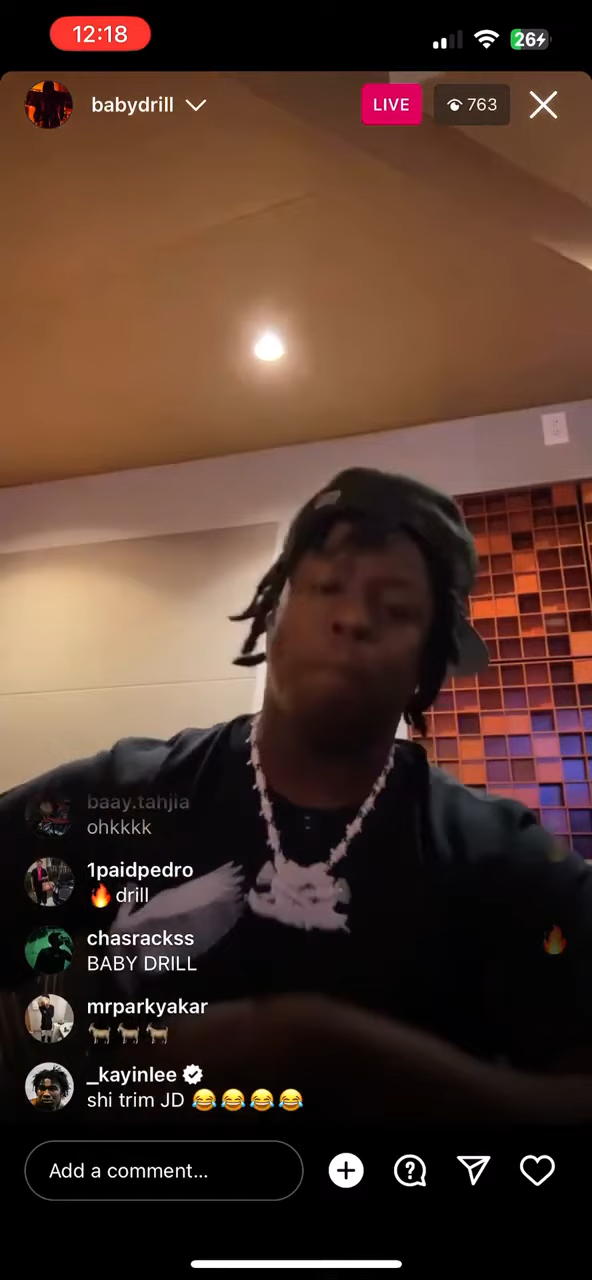 12:18
26
babydrill
LIVE
763
baay.tahjia
ohkkkk
1paidpedro
🔥 drill
chasrackss
BABY DRILL
mrparkyakar
🐐 🐐 🐐
_kayinlee
shi trim JD 😂😂😂😂
Add a comment...